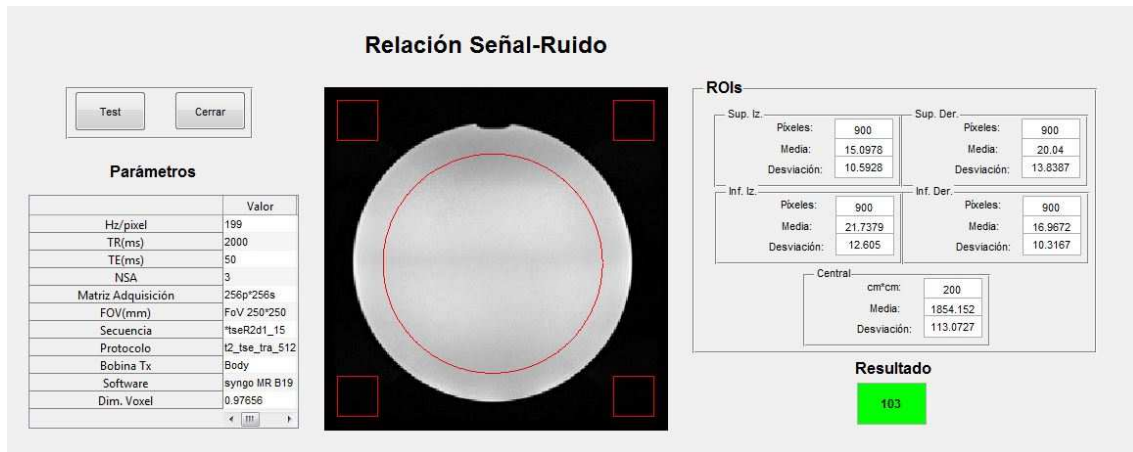 Relación Señal-Ruido
Test Cerrar
Parámetros
Valor
Hz/pixel 199
TR(ms) 2000
TE(ms) 50
NSA 3
Matriz Adquisición 256p*256s
FOV(mm) FoV 250*250
Secuencia *tseR2d1_15
Protocolo t2_tse_tra_512
Bobina Tx Body
Software syngo MR B19
Dim. Voxel 0.97656
ROIs
Sup. Iz.
Píxeles: 900
Media: 15.0978
Desviación: 10.5928
Sup. Der.
Píxeles: 900
Media: 20.04
Desviación: 13.8387
Inf. Iz.
Píxeles: 900
Media: 21.7379
Desviación: 12.605
Inf. Der.
Píxeles: 900
Media: 16.9672
Desviación: 10.3167
Central
cm*cm: 200
Media: 1854.152
Desviación: 113.0727
Resultado
103